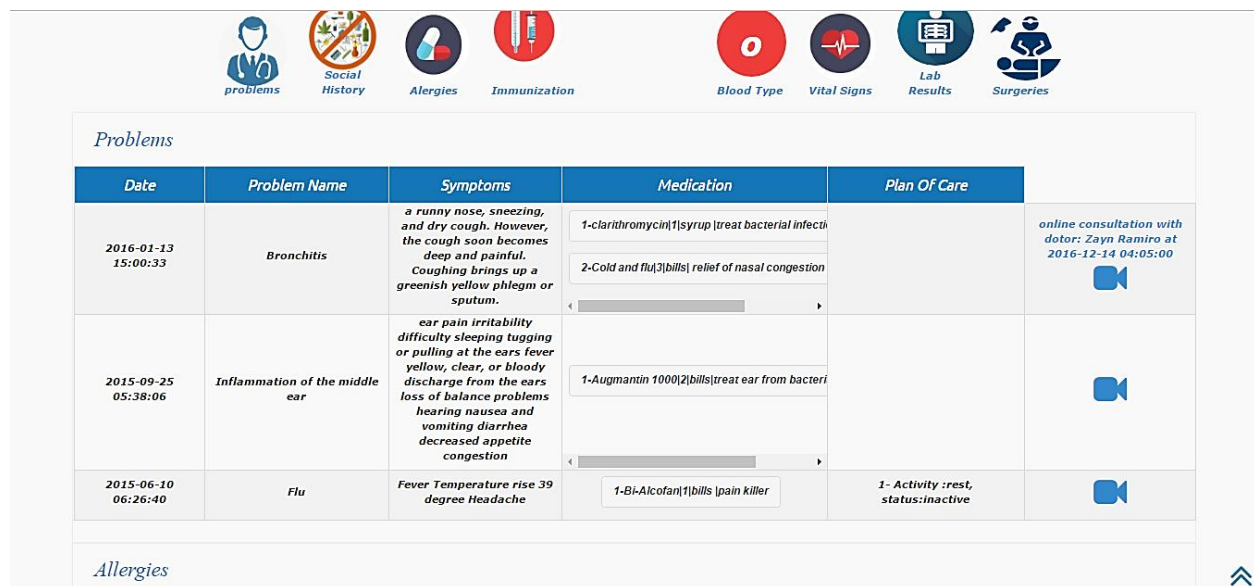 problems
Social
History
Alergies
Immunization
o
Blood Type
Vital Signs
Lab
Results
Surgeries
Problems
Date
Problem Name
Symptoms
Medication
Plan Of Care
2016-01-13
15:00:33
Bronchitis
a runny nose, sneezing,
and dry cough. However,
the cough soon becomes
deep and painful.
Coughing brings up a
greenish yellow phlegm or
sputum.
1-clarithromycin|1|syrup |treat bacterial infecti
2-Cold and flu|3|bills| relief of nasal congestion
online consultation with
dotor: Zayn Ramiro at
2016-12-14 04:05:00
2015-09-25
05:38:06
Inflammation of the middle
ear
ear pain irritability
difficulty sleeping tugging
or pulling at the ears fever
yellow, clear, or bloody
discharge from the ears
loss of balance problems
hearing nausea and
vomiting diarrhea
decreased appetite
congestion
1-Augmantin 1000|2|bills|treat ear from bacteri
2015-06-10
06:26:40
Flu
Fever Temperature rise 39
degree Headache
1-Bi-Alcofan|1|bills |pain killer
1- Activity :rest,
status:inactive
Allergies